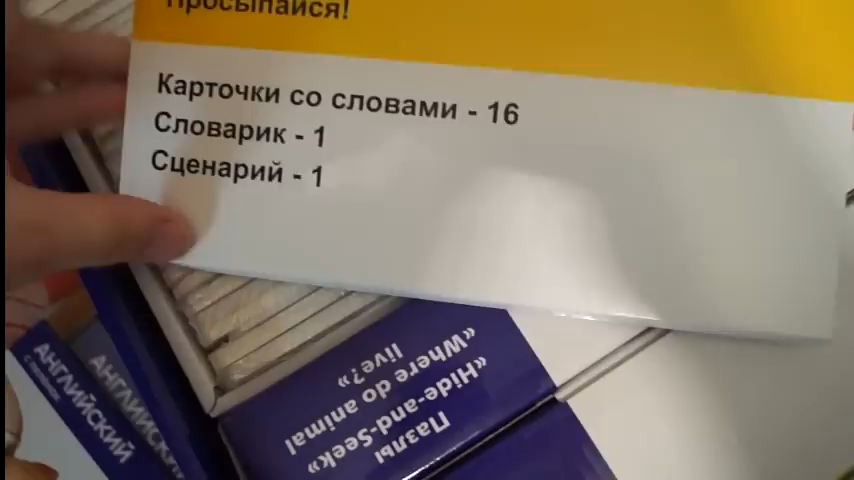 Просыпайся!
Карточки со словами - 16
Словарик - 1
Сценарий - 1
Пазлы
«Hide-and-Seek»
«Where do animal
live?»
АНГЛИЙСКИЙ
АНГЛИЙСКИЙ